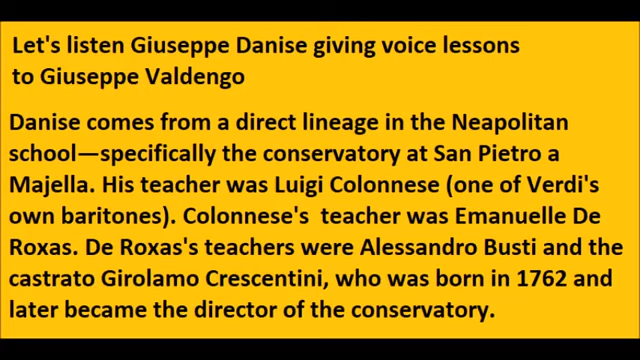 Let's listen Giuseppe Danise giving voice lessons
to Giuseppe Valdengo
Danise comes from a direct lineage in the Neapolitan
school—specifically the conservatory at San Pietro a
Majella. His teacher was Luigi Colonnese (one of Verdi's
own baritones). Colonnese's  teacher was Emanuelle De
Roxas. De Roxas's teachers were Alessandro Busti and the
castrato Girolamo Crescentini, who was born in 1762 and
later became the director of the conservatory.